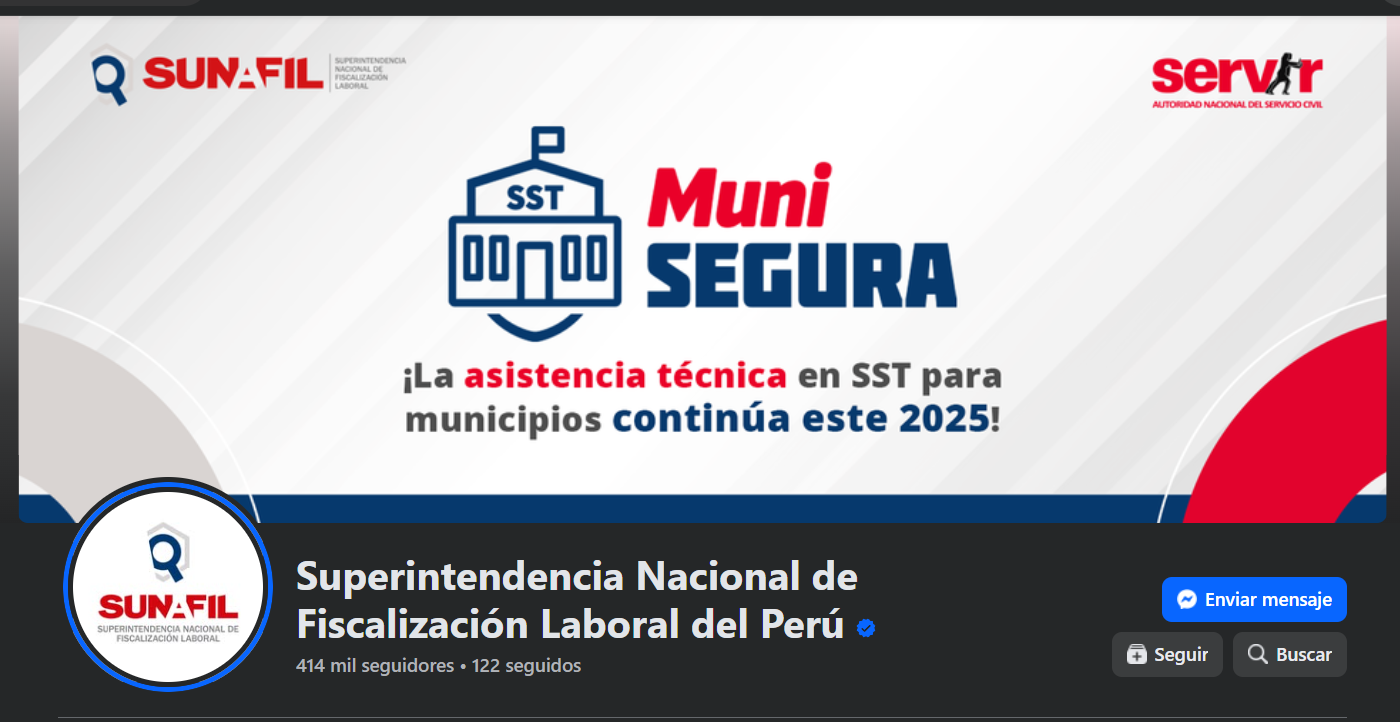 SUNAFIL
SUPERINTENDENCIA
NACIONAL DE
FISCALIZACIÓN
LABORAL
servir
AUTORIDAD NACIONAL DEL SERVICIO CIVIL
SST
Muni
SEGURA
¡La asistencia técnica en SST para
municipios continúa este 2025!
SUNAFIL
SUPERINTENDENCIA NACIONAL DE
FISCALIZACIÓN LABORAL
Superintendencia Nacional de
Fiscalización Laboral del Perú
414 mil seguidores • 122 seguidos
Enviar mensaje
Seguir
Buscar